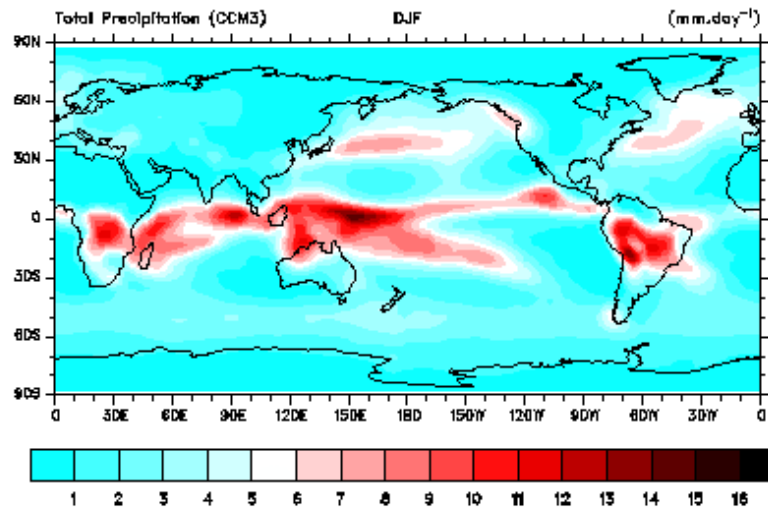 Total Precipitation (CCM3) DJF (mm.day⁻¹)
90N
60N
30N
0
30S
60S
90S
0 30E 60E 90E 120E 150E 180 150W 120W 90W 60W 30W 0
1 2 3 4 5 6 7 8 9 10 11 12 13 14 15 16